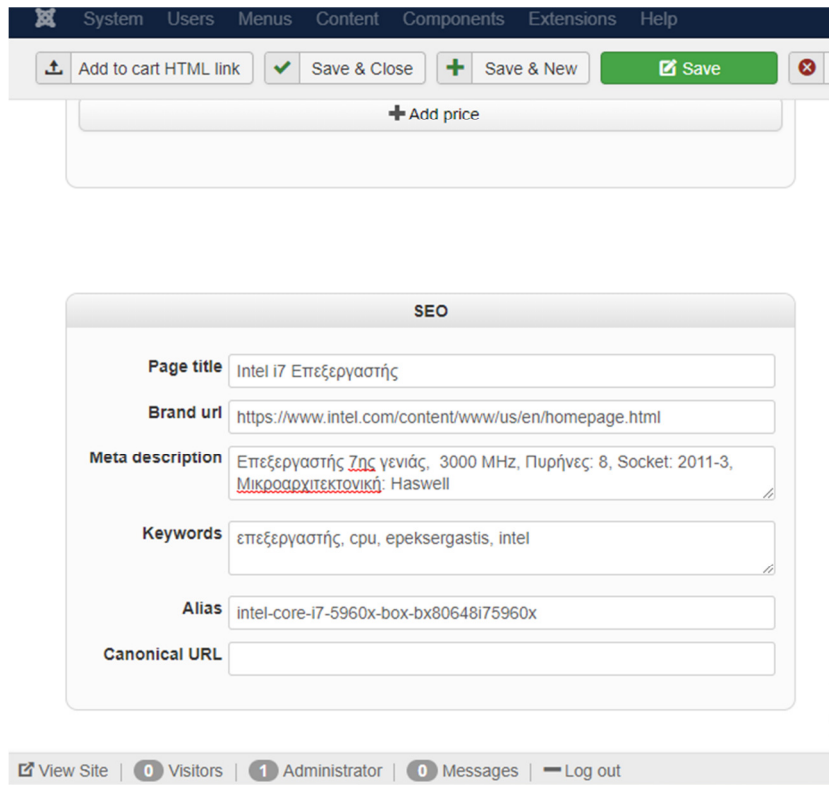 System Users Menus Content Components Extensions Help
Add to cart HTML link Save & Close Save & New Save
Add price
SEO
Page title Intel i7 Επεξεργαστής
Brand url https://www.intel.com/content/www/us/en/homepage.html
Meta description Επεξεργαστής 7ης γενιάς, 3000 MHz, Πυρήνες: 8, Socket: 2011-3,
Μικροαρχιτεκτονική: Haswell
Keywords επεξεργαστής, cpu, epeksergastis, intel
Alias intel-core-i7-5960x-box-bx80648i75960x
Canonical URL
View Site | 0 Visitors | 1 Administrator | 0 Messages | Log out